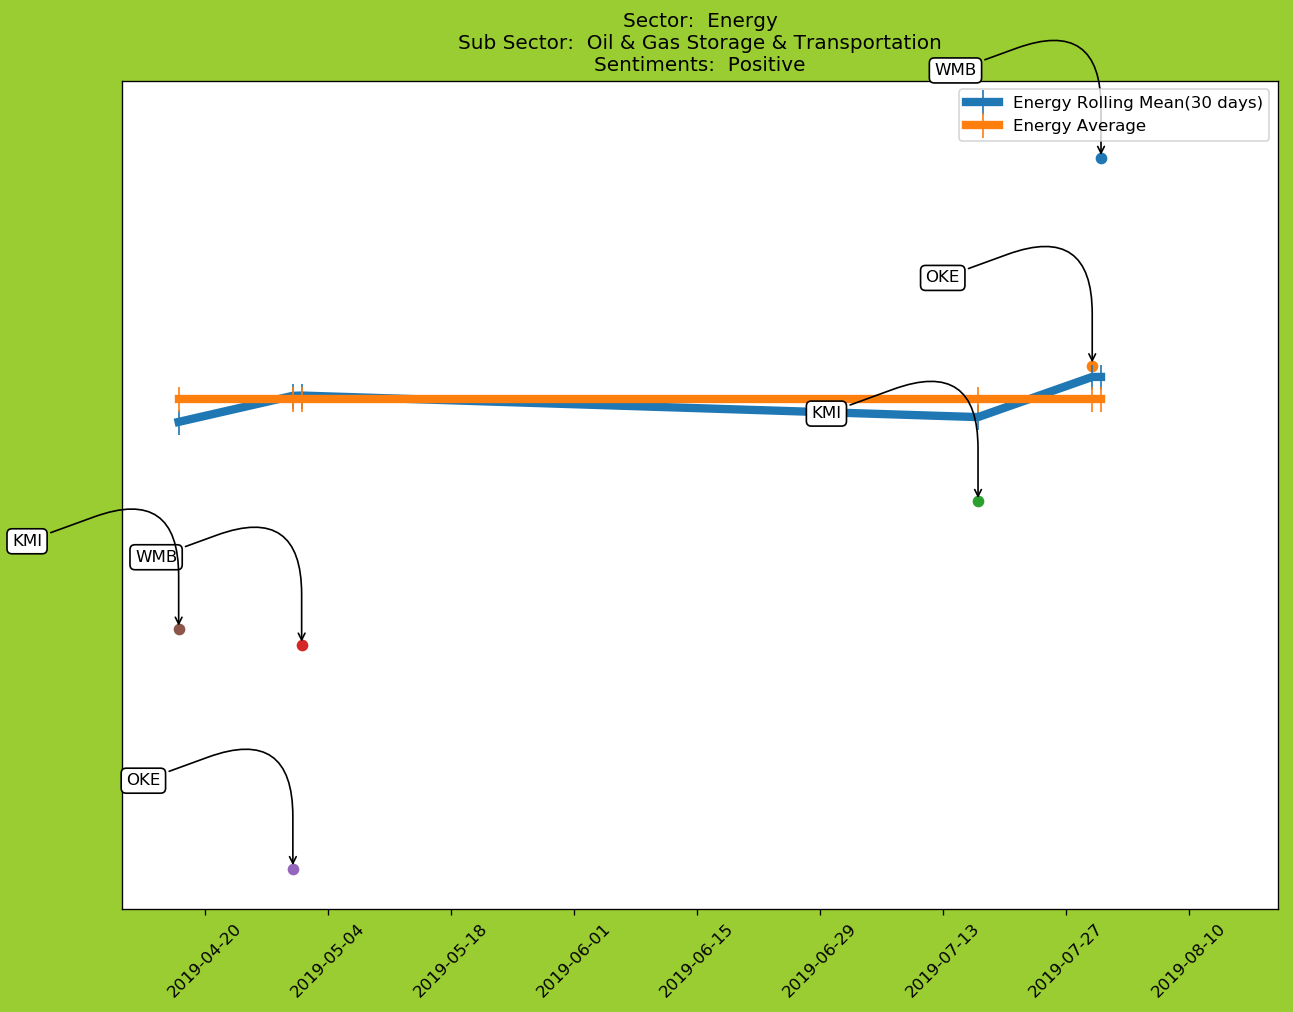 Sector:  Energy
Sub Sector:  Oil & Gas Storage & Transportation
Sentiments:  Positive
WMB
Energy Rolling Mean(30 days)
Energy Average
OKE
KMI
KMI
WMB
OKE
2019-04-20
2019-05-04
2019-05-18
2019-06-01
2019-06-15
2019-06-29
2019-07-13
2019-07-27
2019-08-10